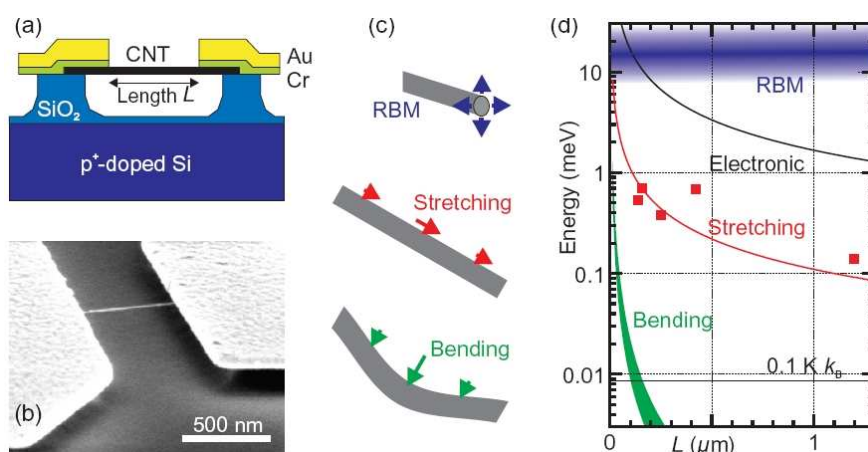 (a)
CNT
Au
Cr
Length L
SiO₂
p⁺-doped Si
(b)
500 nm
(c)
RBM
Stretching
Bending
(d)
Energy (meV)
10
1
0.1
0.01
RBM
Electronic
Stretching
Bending
0.1 K k_B
0
1
L (μm)